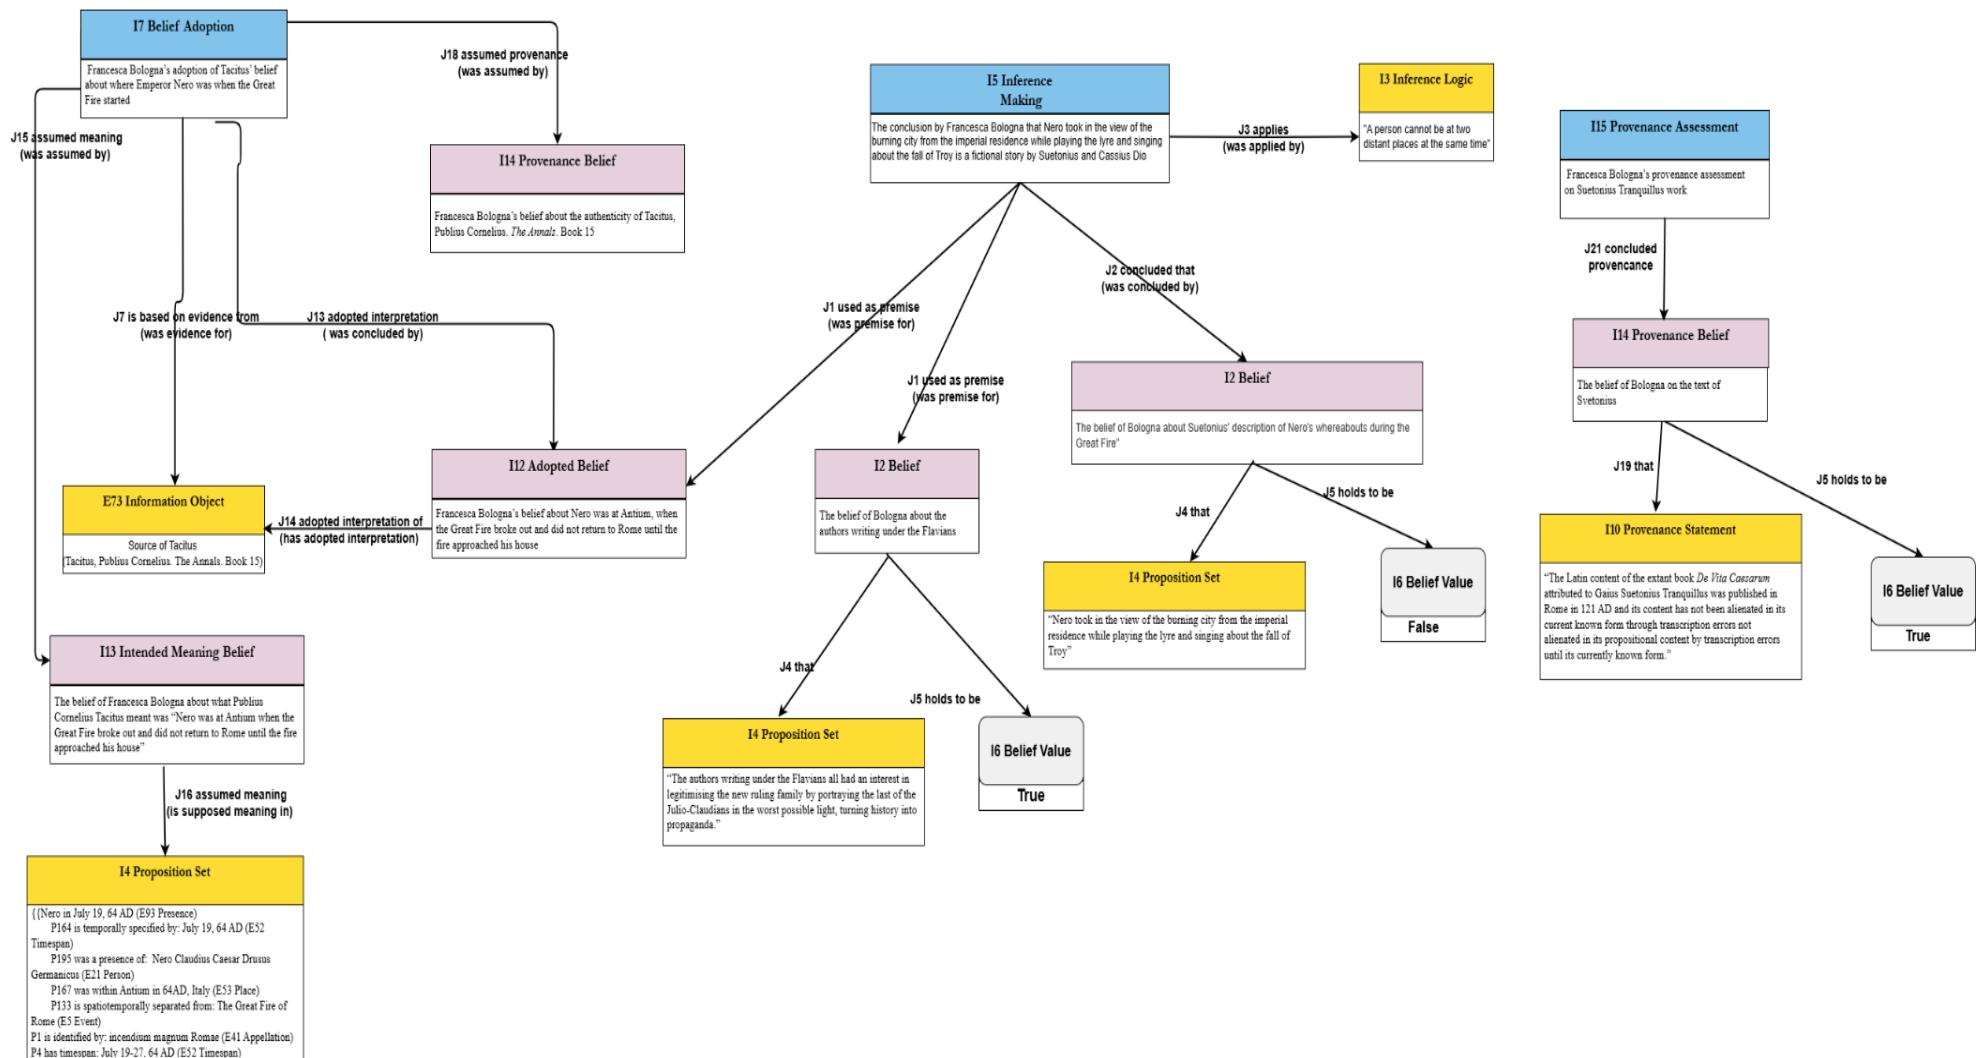 I7 Belief Adoption
Francesca Bologna's adoption of Tacitus' belief
about where Emperor Nero was when the Great
Fire started
J18 assumed provenance
(was assumed by)
J15 assumed meaning
(was assumed by)
I14 Provenance Belief
Francesca Bologna's belief about the authenticity of Tacitus,
Publius Cornelius. The Annals. Book 15
J7 is based on evidence from
(was evidence for)
J13 adopted interpretation
( was concluded by)
E73 Information Object
Source of Tacitus
(Tacitus, Publius Cornelius. The Annals. Book 15)
J14 adopted interpretation of
(has adopted interpretation)
I12 Adopted Belief
Francesca Bologna's belief about Nero was at Antium, when
the Great Fire broke out and did not return to Rome until the
fire approached his house
I13 Intended Meaning Belief
The belief of Francesca Bologna about what Publius
Cornelius Tacitus meant was "Nero was at Antium when the
Great Fire broke out and did not return to Rome until the fire
approached his house"
J16 assumed meaning
(is supposed meaning in)
I4 Proposition Set
{{Nero in July 19, 64 AD (E93 Presence)
P164 is temporally specified by: July 19, 64 AD (E52
Timespan)
P195 was a presence of: Nero Claudius Caesar Drusus
Germanicus (E21 Person)
P167 was within Antium in 64AD, Italy (E53 Place)
P133 is spatiotemporally separated from: The Great Fire of
Rome (E5 Event)
P1 is identified by: incendium magnum Romae (E41 Appellation)
P4 has timespan: July 19-27, 64 AD (E52 Timespan)
I5 Inference
Making
The conclusion by Francesca Bologna that Nero took in the view of the
burning city from the imperial residence while playing the lyre and singing
about the fall of Troy is a fictional story by Suetonius and Cassius Dio
J3 applies
(was applied by)
I3 Inference Logic
"A person cannot be at two
distant places at the same time"
J1 used as premise
(was premise for)
J1 used as premise
(was premise for)
J2 concluded that
(was concluded by)
I2 Belief
The belief of Bologna about the
authors writing under the Flavians
J4 that
J5 holds to be
I4 Proposition Set
"The authors writing under the Flavians all had an interest in
legitimising the new ruling family by portraying the last of the
Julio-Claudians in the worst possible light, turning history into
propaganda."
I6 Belief Value
True
I2 Belief
The belief of Bologna about Suetonius' description of Nero's whereabouts during the
Great Fire"
J4 that
J5 holds to be
I4 Proposition Set
"Nero took in the view of the burning city from the imperial
residence while playing the lyre and singing about the fall of
Troy"
I6 Belief Value
False
I15 Provenance Assessment
Francesca Bologna's provenance assessment
on Suetonius Tranquillus work
J21 concluded
provencance
I14 Provenance Belief
The belief of Bologna on the text of
Svetonius
J19 that
J5 holds to be
I10 Provenance Statement
"The Latin content of the extant book De Vita Caesarum
attributed to Gaius Suetonius Tranquillus was published in
Rome in 121 AD and its content has not been alienated in its
current known form through transcription errors not
alienated in its propositional content by transcription errors
until its currently known form."
I6 Belief Value
True